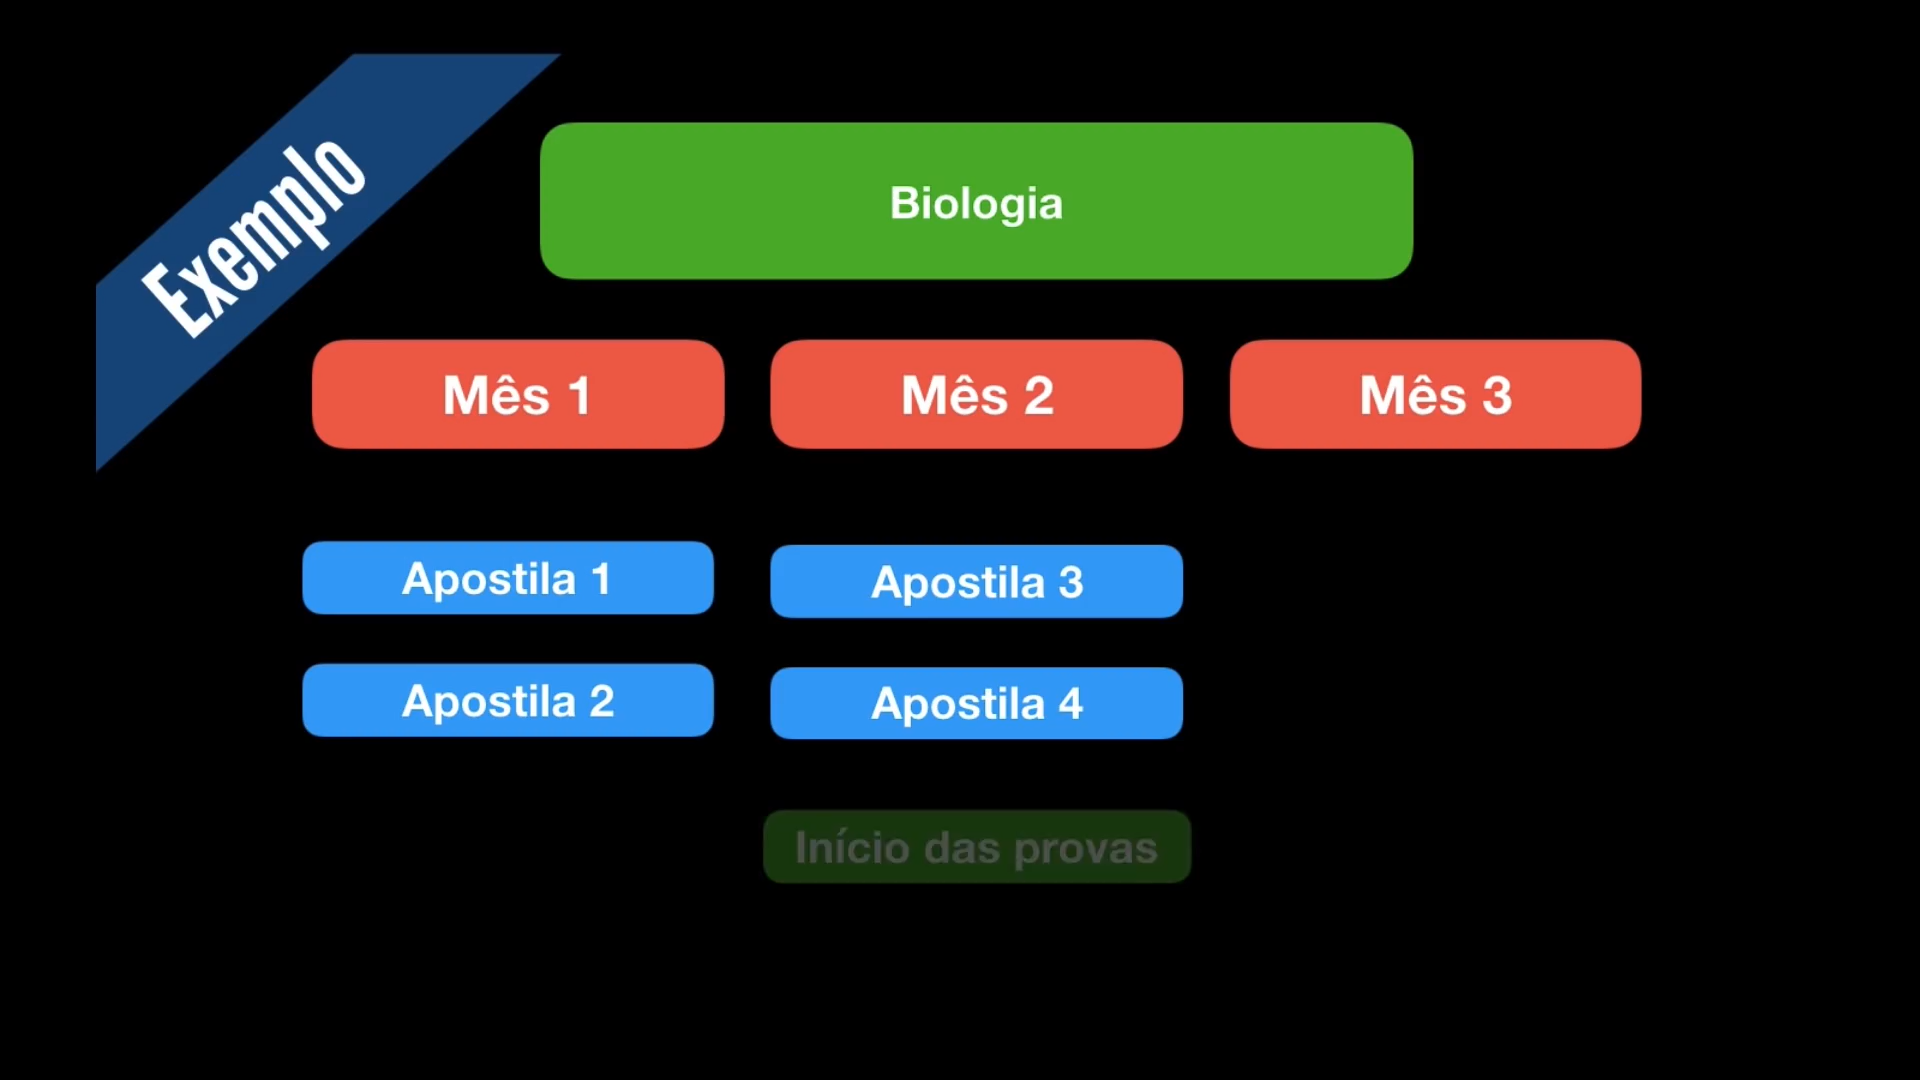 Exemplo
Biologia
Mês 1
Mês 2
Mês 3
Apostila 1
Apostila 3
Apostila 2
Apostila 4
Início das provas